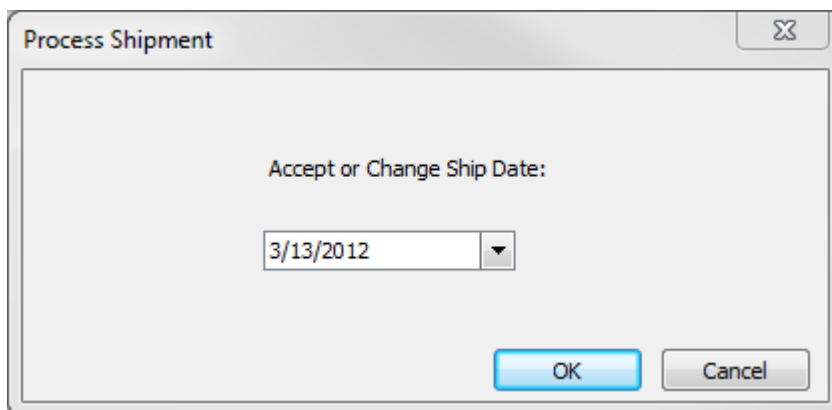 Process Shipment
Accept or Change Ship Date:
3/13/2012
OK
Cancel